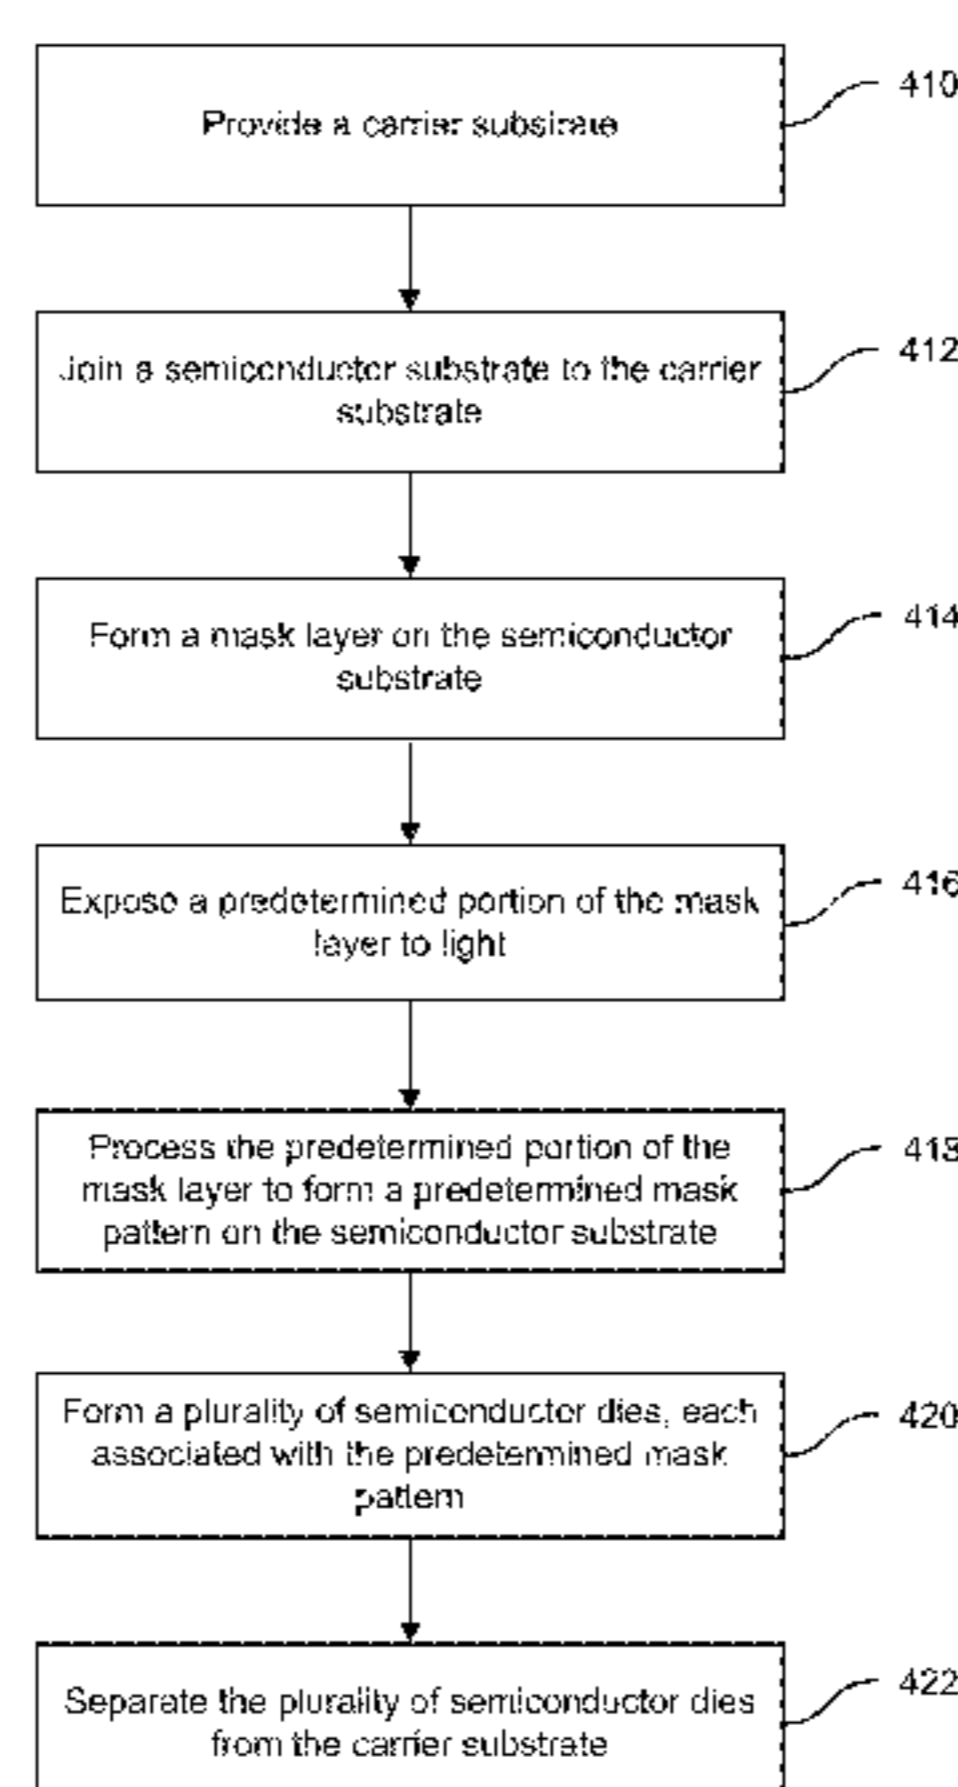 Provide a carrier substrate
410
Join a semiconductor substrate to the carrier
substrate
412
Form a mask layer on the semiconductor
substrate
414
Expose a predetermined portion of the mask
layer to light
416
Process the predetermined portion of the
mask layer to form a predetermined mask
pattern on the semiconductor substrate
418
Form a plurality of semiconductor dies, each
associated with the predetermined mask
pattern
420
Separate the plurality of semiconductor dies
from the carrier substrate
422